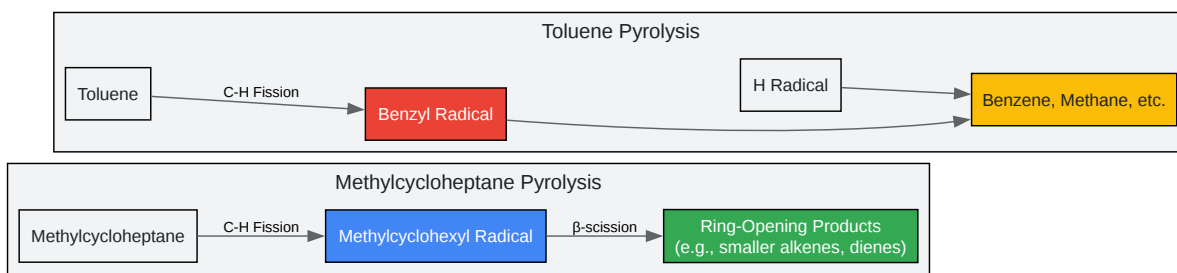 Toluene Pyrolysis
Toluene
C-H Fission
Benzyl Radical
H Radical
Benzene, Methane, etc.
Methylcycloheptane Pyrolysis
Methylcycloheptane
C-H Fission
Methylcyclohexyl Radical
β-scission
Ring-Opening Products
(e.g., smaller alkenes, dienes)